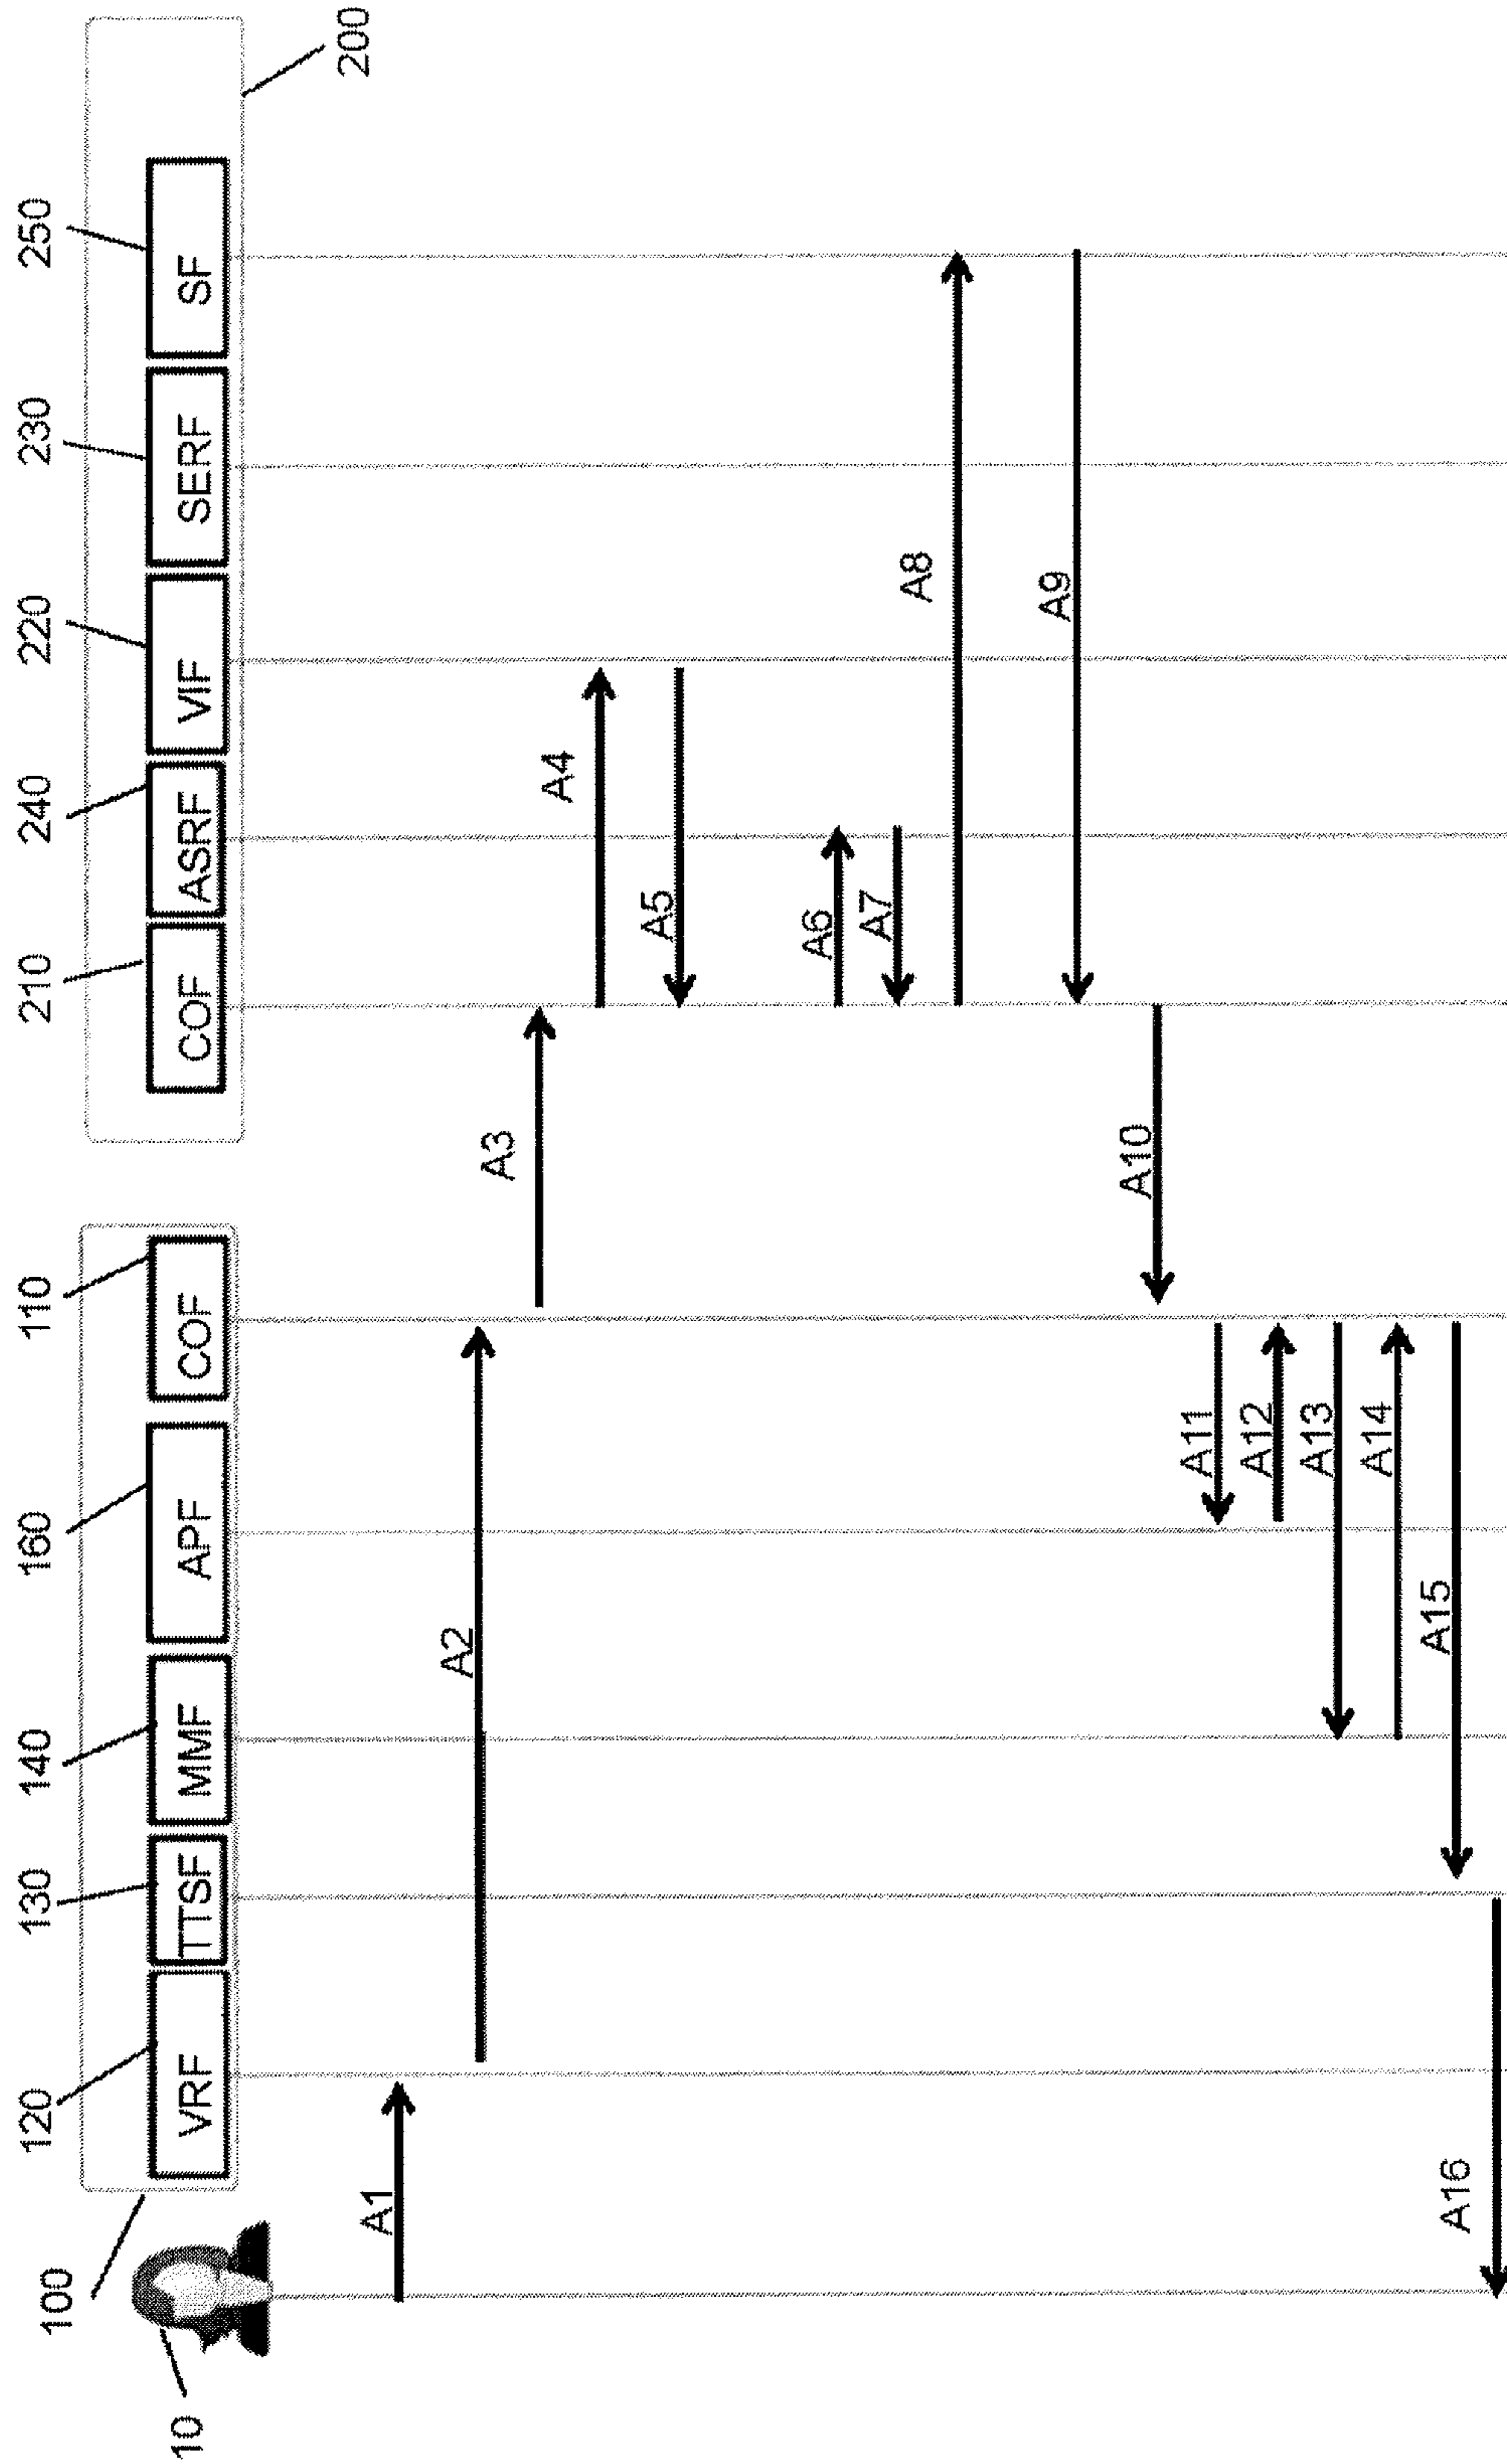 10
100
120
130
140
160
110
210
240
220
230
250
200
VRF
TTSF
MMF
APF
COF
COF
ASRF
VIF
SERF
SF
A1
A2
A3
A4
A5
A6
A7
A8
A9
A10
A11
A12
A13
A14
A15
A16